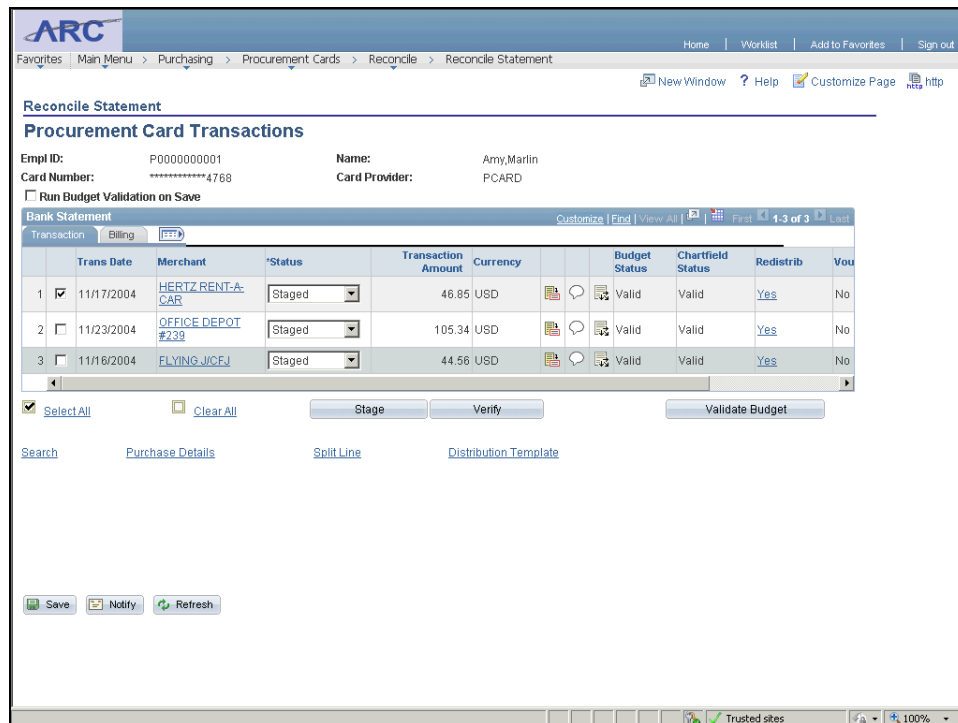 ARC
Home | Worklist | Add to Favorites | Sign out
Favorites | Main Menu > Purchasing > Procurement Cards > Reconcile > Reconcile Statement
New Window ? Help Customize Page http
Reconcile Statement
Procurement Card Transactions
Empl ID: P0000000001 Name: Amy,Marlin
Card Number: ************4768 Card Provider: PCARD
Run Budget Validation on Save
Bank Statement Customize | Find | View All | First 1-3 of 3 Last
Transaction Billing
Trans Date Merchant *Status Transaction Amount Currency Budget Status Chartfield Status Redistrib Vou
1 11/17/2004 HERTZ RENT-A-CAR Staged 46.85 USD Valid Valid Yes No
2 11/23/2004 OFFICE DEPOT #239 Staged 105.34 USD Valid Valid Yes No
3 11/16/2004 FLYING J/CFJ Staged 44.56 USD Valid Valid Yes No
Select All Clear All Stage Verify Validate Budget
Search Purchase Details Split Line Distribution Template
Save Notify Refresh
Trusted sites 100%